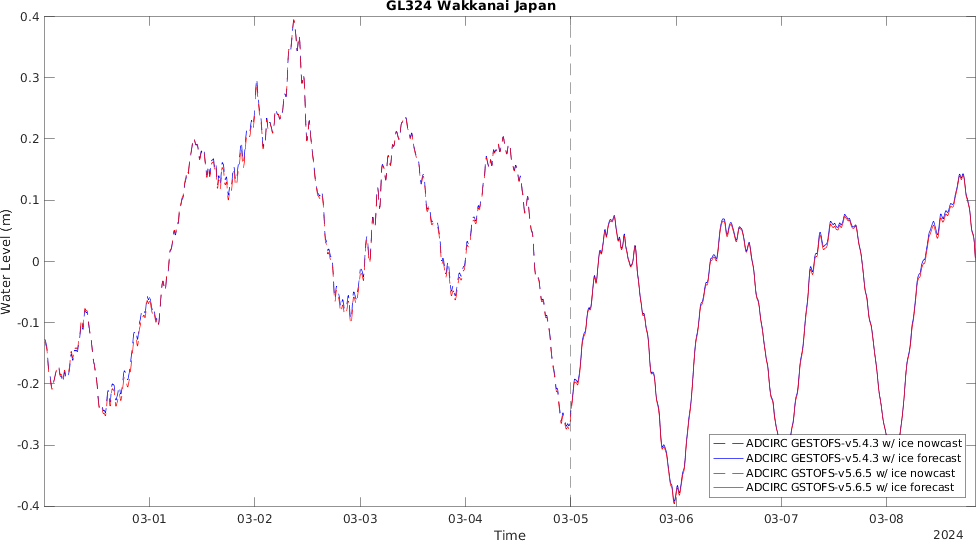 GL324 Wakkanai Japan
0.4
0.3
0.2
0.1
0
-0.1
-0.2
-0.3
-0.4
Water Level (m)
ADCIRC GESTOFS-v5.4.3 w/ ice nowcast
ADCIRC GESTOFS-v5.4.3 w/ ice forecast
ADCIRC GSTOFS-v5.6.5 w/ ice nowcast
ADCIRC GSTOFS-v5.6.5 w/ ice forecast
03-01 03-02 03-03 03-04 03-05 03-06 03-07 03-08
Time
2024